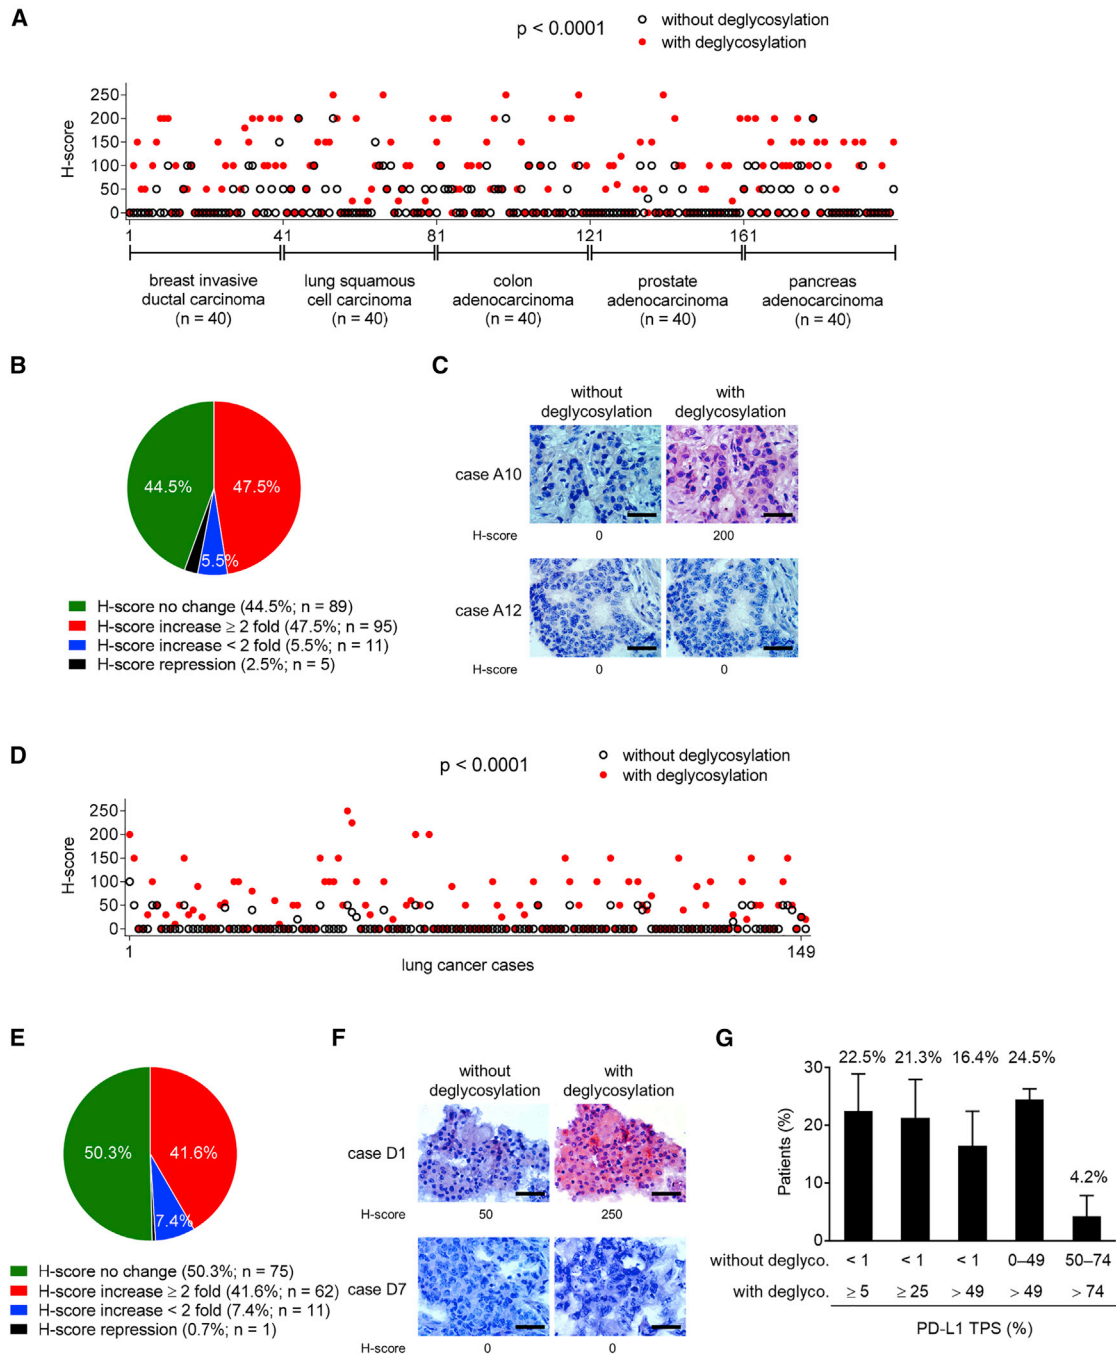 A
p < 0.0001
without deglycosylation
with deglycosylation
H-score
250
200
150
100
50
0
1
41
81
121
161
breast invasive
ductal carcinoma
(n = 40)
lung squamous
cell carcinoma
(n = 40)
colon
adenocarcinoma
(n = 40)
prostate
adenocarcinoma
(n = 40)
pancreas
adenocarcinoma
(n = 40)
B
44.5%
47.5%
5.5%
H-score no change (44.5%; n = 89)
H-score increase ≥ 2 fold (47.5%; n = 95)
H-score increase < 2 fold (5.5%; n = 11)
H-score repression (2.5%; n = 5)
C
without
deglycosylation
with
deglycosylation
case A10
H-score
0
200
case A12
H-score
0
0
D
p < 0.0001
without deglycosylation
with deglycosylation
H-score
250
200
150
100
50
0
1
149
lung cancer cases
E
50.3%
41.6%
7.4%
H-score no change (50.3%; n = 75)
H-score increase ≥ 2 fold (41.6%; n = 62)
H-score increase < 2 fold (7.4%; n = 11)
H-score repression (0.7%; n = 1)
F
without
deglycosylation
with
deglycosylation
case D1
H-score
50
250
case D7
H-score
0
0
G
22.5% 21.3% 16.4% 24.5%
4.2%
Patients (%)
30
20
10
0
without deglyco. < 1 < 1 < 1 0–49 50–74
with deglyco. ≥ 5 ≥ 25 > 49 > 49 > 74
PD-L1 TPS (%)